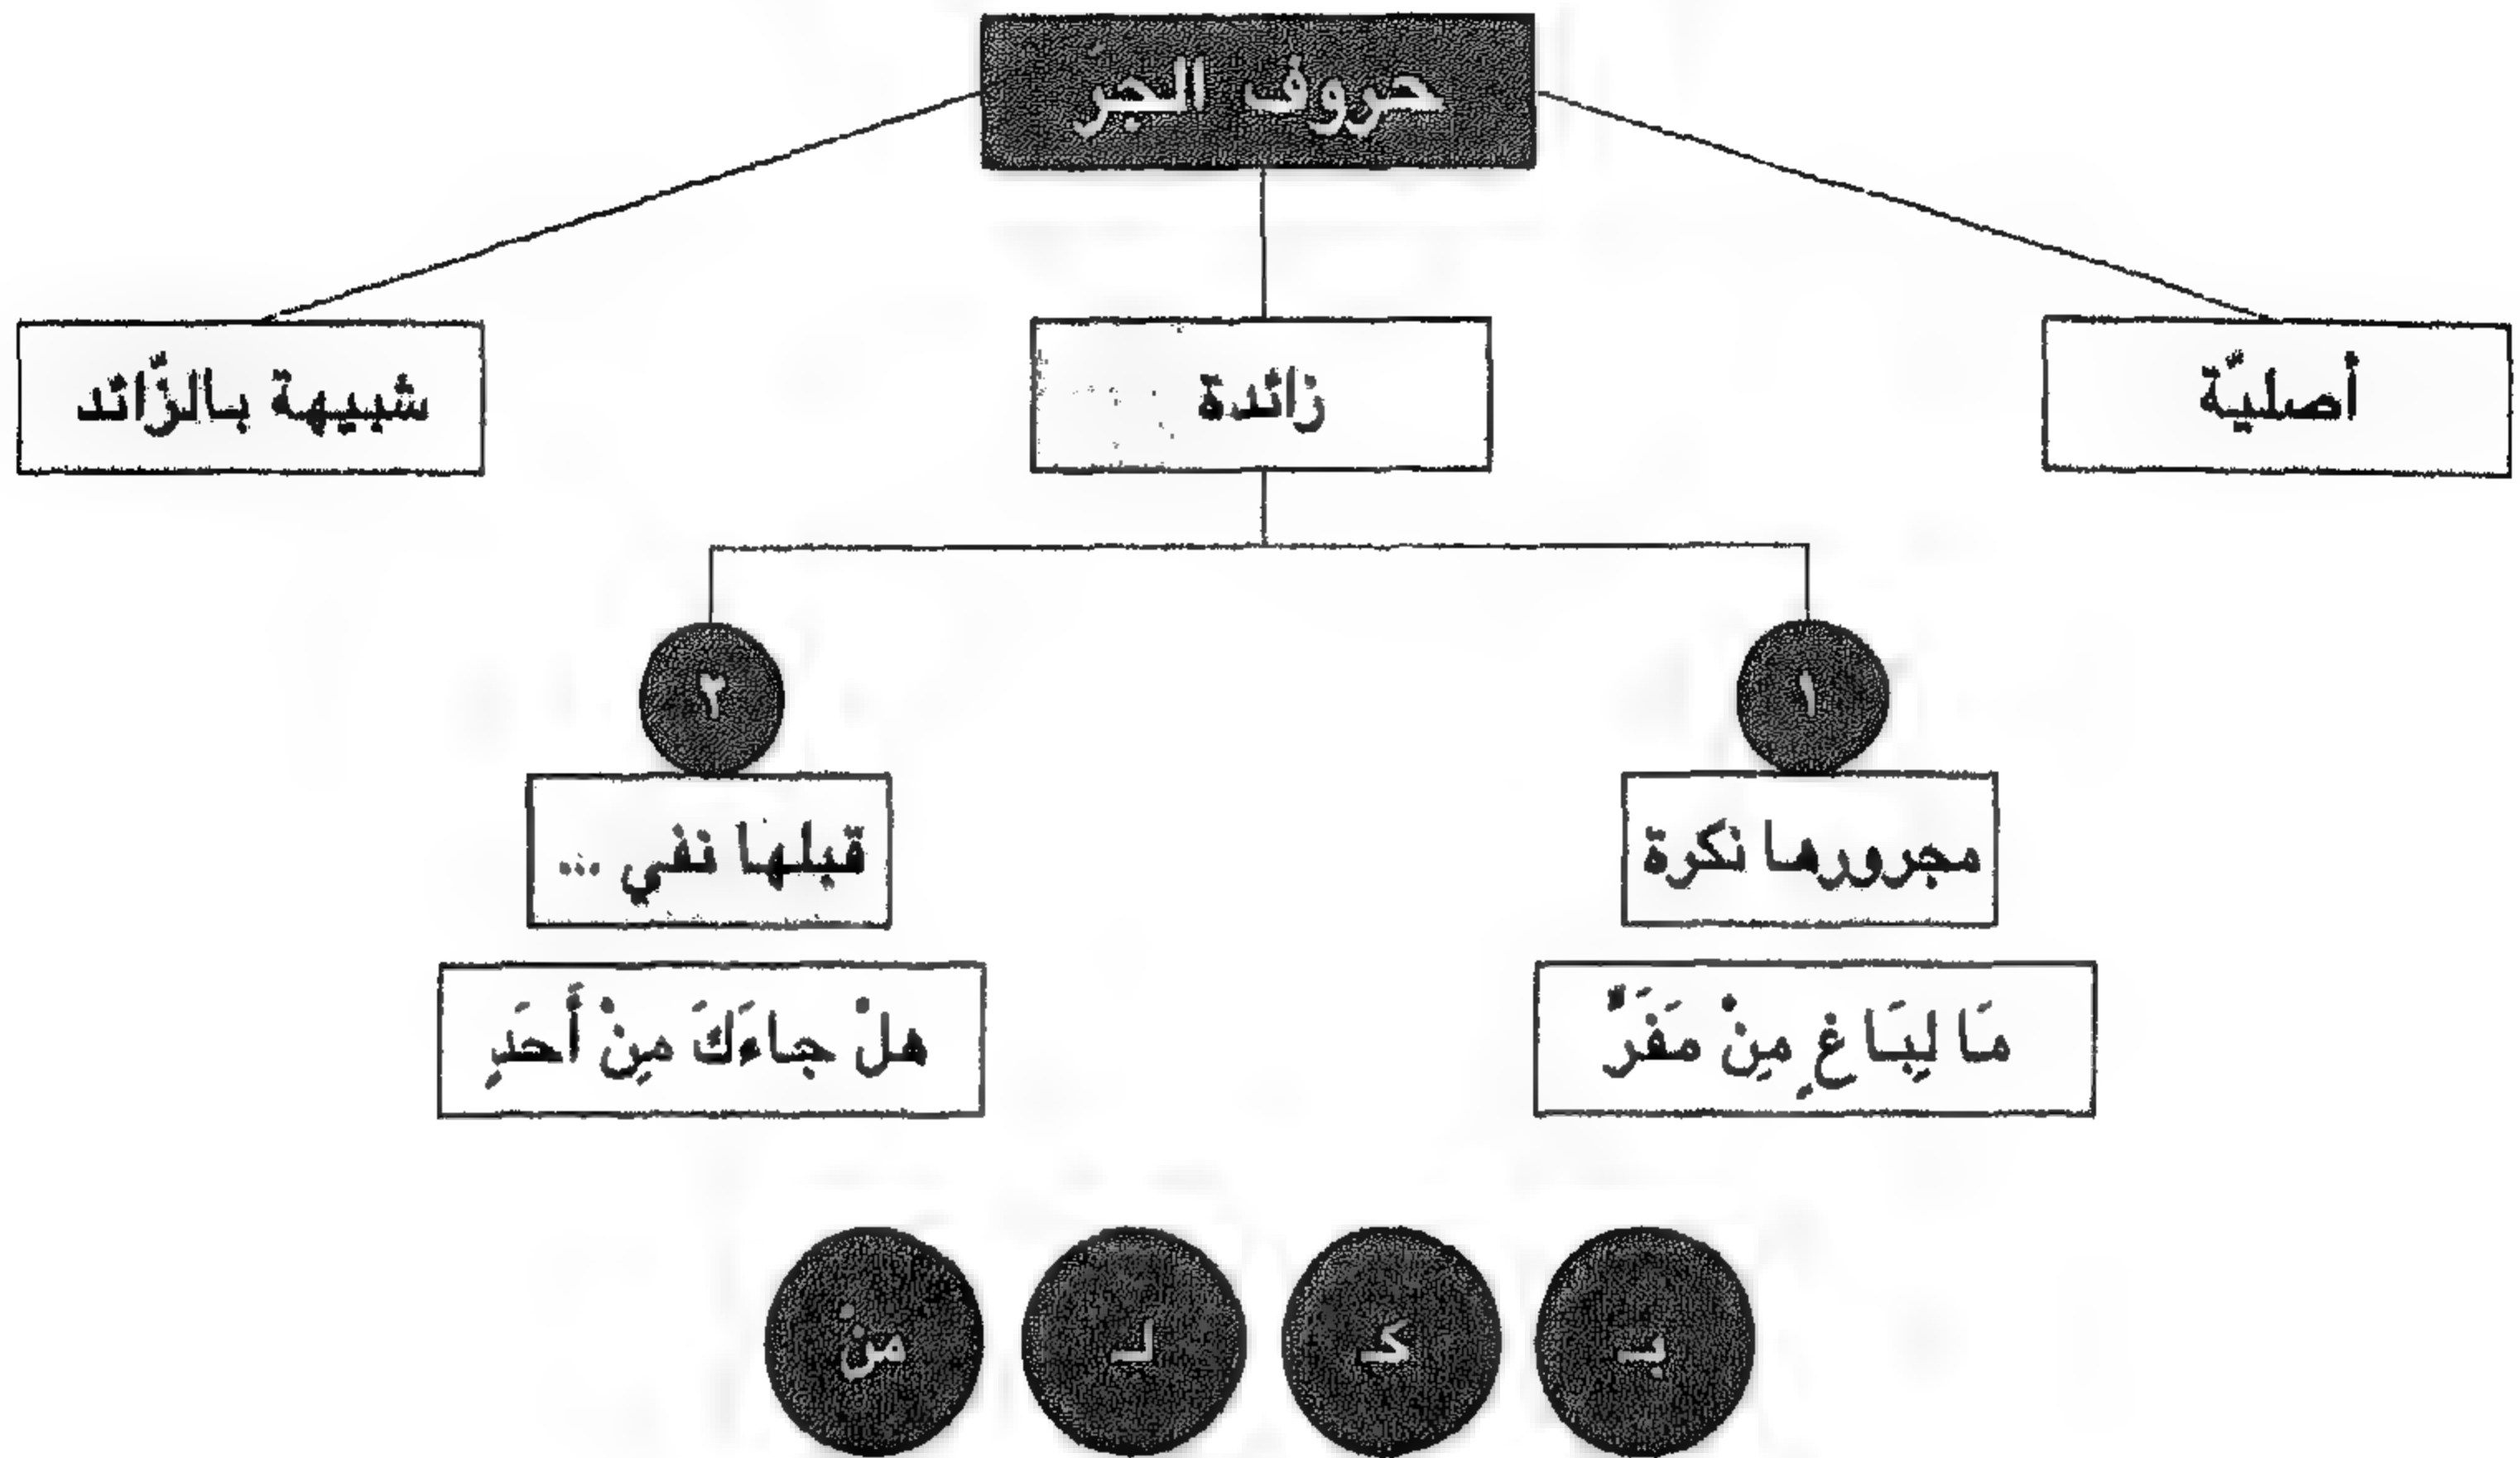 حروف الجرّ
أصليّة
زائدة
شبيهة بالزّائد
١
مجرورها نكرة
مَا لِبَاغٍ مِنْ مَفَرّ
٢
قبلها نفي ...
هلْ جاءَكَ مِنْ أَحَدٍ
بـ
كـ
لـ
منْ